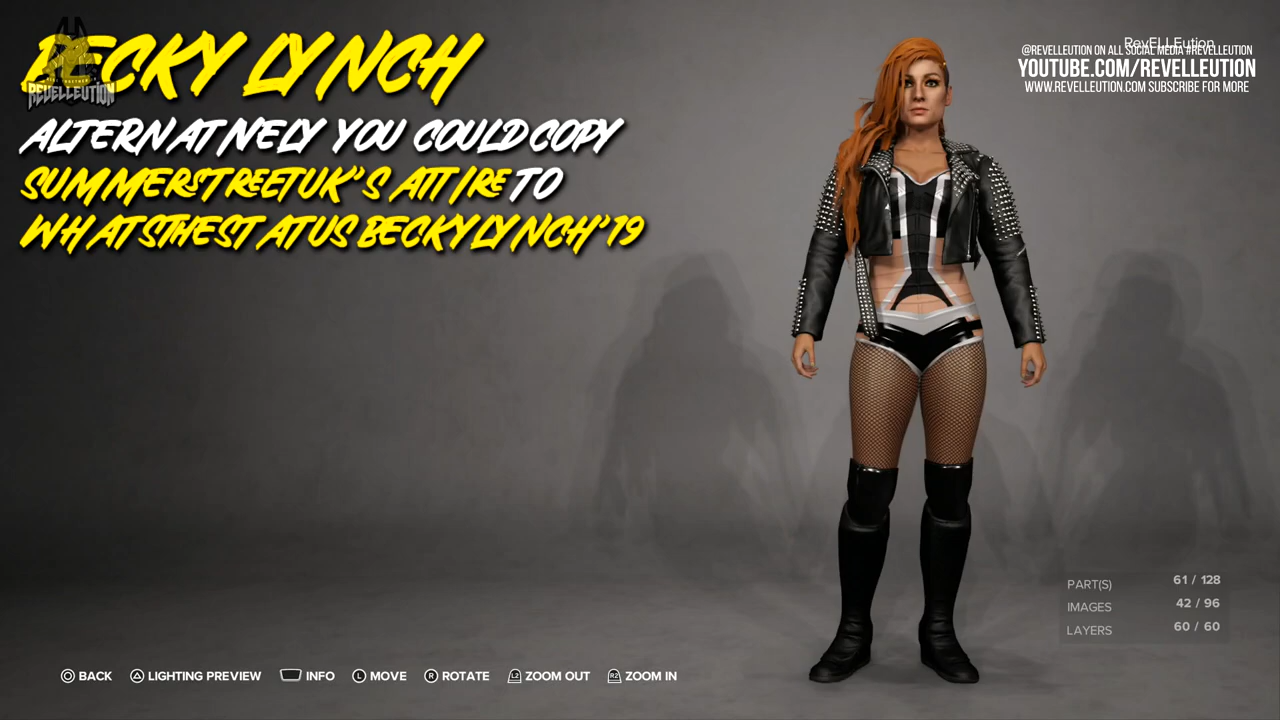 BECKY LYNCH
ALTERNATIVELY YOU COULD COPY
SUMMERSTREETUK'S ATTIRE TO
WHATSTHESTATUS BECKYLYNCH'19
REVELLEUTION
RevELLEution
@REVELLEUTION ON ALL SOCIAL MEDIA #REVELLEUTION
YOUTUBE.COM/REVELLEUTION
WWW.REVELLEUTION.COM SUBSCRIBE FOR MORE
PART(S) 61 / 128
IMAGES 42 / 96
LAYERS 60 / 60
BACK LIGHTING PREVIEW INFO L MOVE R ROTATE L2 ZOOM OUT R2 ZOOM IN